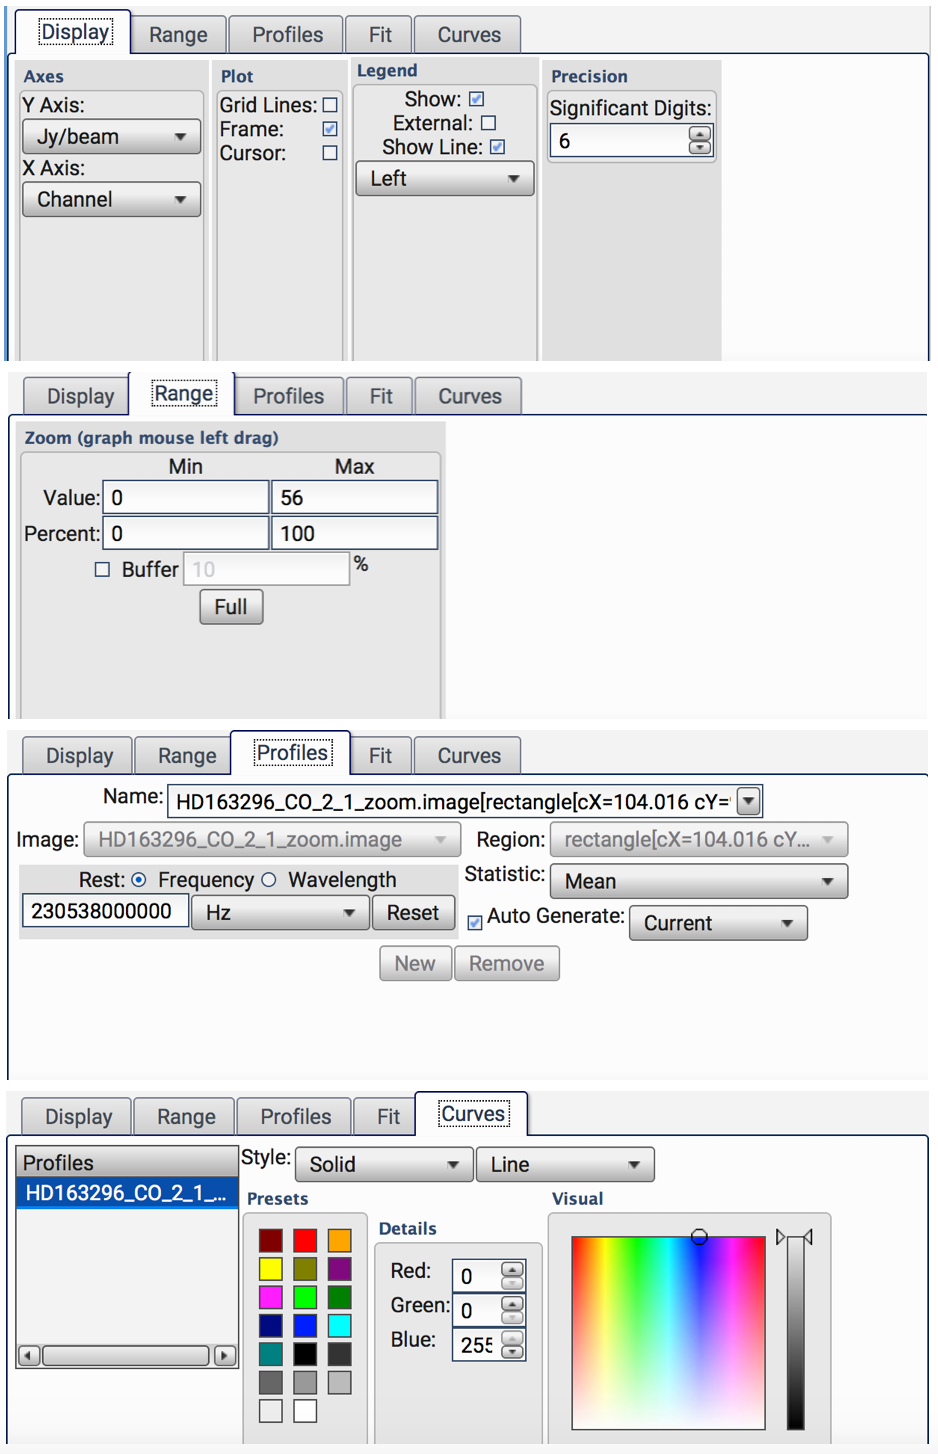 Display Range Profiles Fit Curves
Axes Plot Legend Precision
Y Axis: Grid Lines: Show: Significant Digits:
Jy/beam Frame: External: 6
X Axis: Cursor: Show Line:
Channel Left
Display Range Profiles Fit Curves
Zoom (graph mouse left drag)
Min Max
Value: 0 56
Percent: 0 100
Buffer 10 %
Full
Display Range Profiles Fit Curves
Name: HD163296_CO_2_1_zoom.image[rectangle[cX=104.016 cY=
Image: HD163296_CO_2_1_zoom.image Region: rectangle[cX=104.016 cY...
Rest: Frequency Wavelength Statistic: Mean
230538000000 Hz Reset Auto Generate: Current
New Remove
Display Range Profiles Fit Curves
Profiles Style: Solid Line
HD163296_CO_2_1_... Presets Visual
Details
Red: 0
Green: 0
Blue: 255